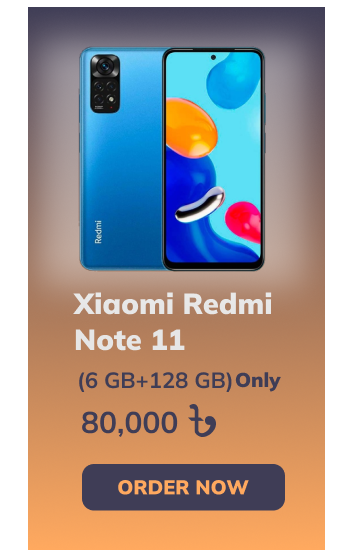 Redmi
Xiaomi Redmi
Note 11
(6 GB+128 GB) Only
80,000 ৳
ORDER NOW